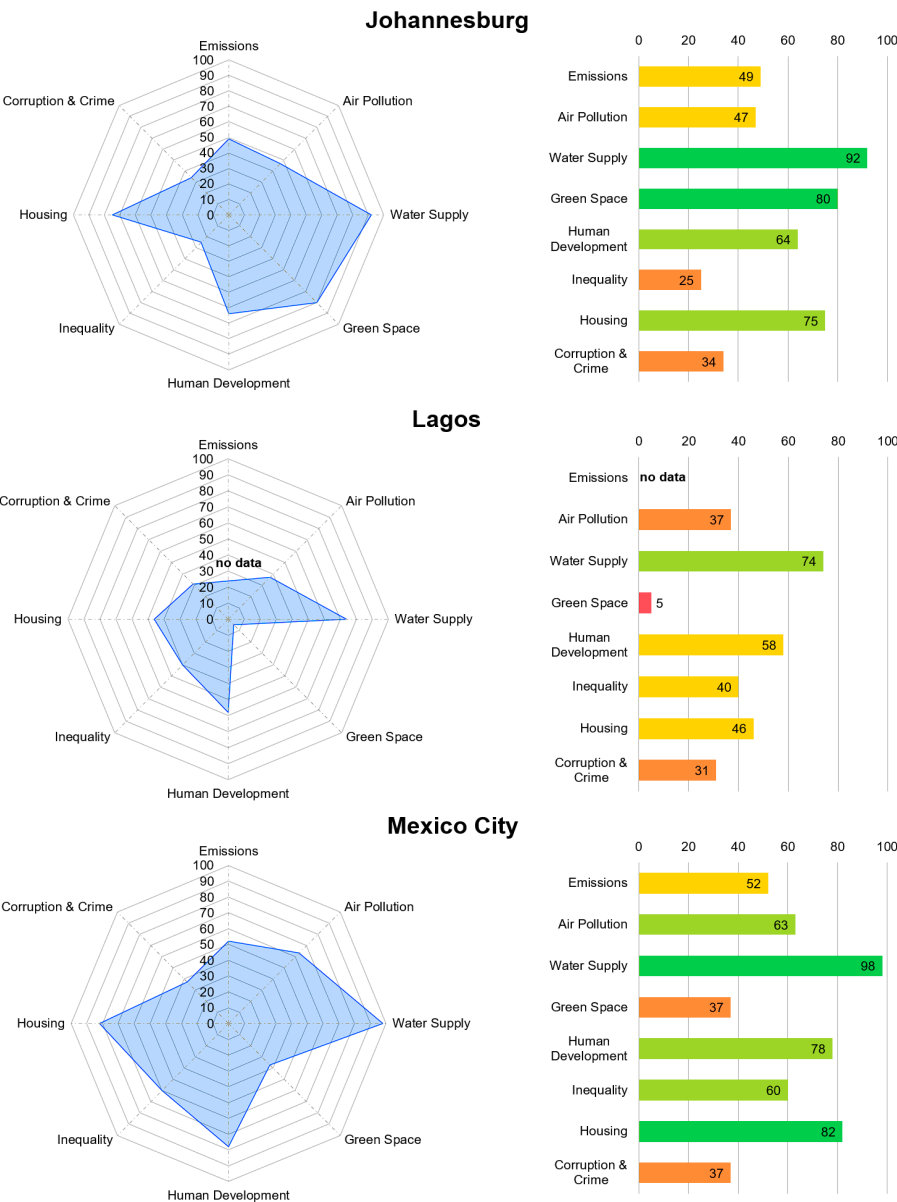 Johannesburg
Emissions
100
90
80
70
60
50
40
30
20
10
0
Air Pollution
Water Supply
Green Space
Human Development
Inequality
Housing
Corruption & Crime
0 20 40 60 80 100
Emissions 49
Air Pollution 47
Water Supply 92
Green Space 80
Human
Development 64
Inequality 25
Housing 75
Corruption &
Crime 34
Lagos
Emissions
100
90
80
70
60
50
40
30
20
10
0
no data
Air Pollution
Water Supply
Green Space
Human Development
Inequality
Housing
Corruption & Crime
0 20 40 60 80 100
Emissions no data
Air Pollution 37
Water Supply 74
Green Space 5
Human
Development 58
Inequality 40
Housing 46
Corruption &
Crime 31
Mexico City
Emissions
100
90
80
70
60
50
40
30
20
10
0
Air Pollution
Water Supply
Green Space
Human Development
Inequality
Housing
Corruption & Crime
0 20 40 60 80 100
Emissions 52
Air Pollution 63
Water Supply 98
Green Space 37
Human
Development 78
Inequality 60
Housing 82
Corruption &
Crime 37